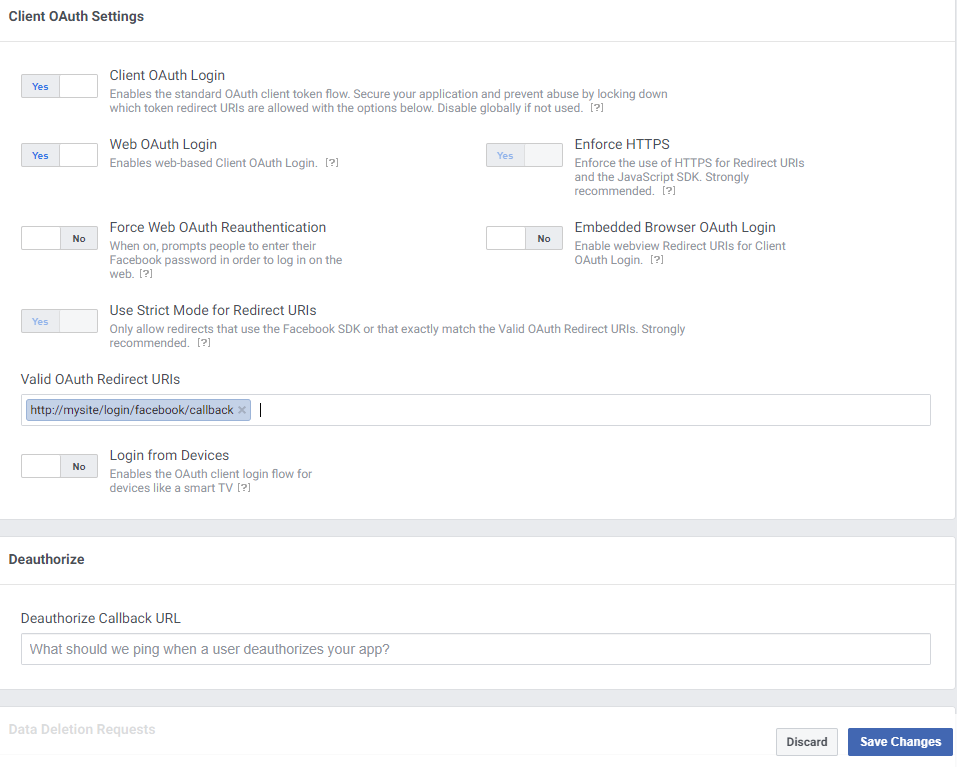 Client OAuth Settings
Yes
Client OAuth Login
Enables the standard OAuth client token flow. Secure your application and prevent abuse by locking down
which token redirect URIs are allowed with the options below. Disable globally if not used. [?]
Yes
Web OAuth Login
Enables web-based Client OAuth Login. [?]
Yes
Enforce HTTPS
Enforce the use of HTTPS for Redirect URIs
and the JavaScript SDK. Strongly
recommended. [?]
No
Force Web OAuth Reauthentication
When on, prompts people to enter their
Facebook password in order to log in on the
web. [?]
No
Embedded Browser OAuth Login
Enable webview Redirect URIs for Client
OAuth Login. [?]
Yes
Use Strict Mode for Redirect URIs
Only allow redirects that use the Facebook SDK or that exactly match the Valid OAuth Redirect URIs. Strongly
recommended. [?]
Valid OAuth Redirect URIs
http://mysite/login/facebook/callback ×
No
Login from Devices
Enables the OAuth client login flow for
devices like a smart TV [?]
Deauthorize
Deauthorize Callback URL
What should we ping when a user deauthorizes your app?
Data Deletion Requests
Discard
Save Changes